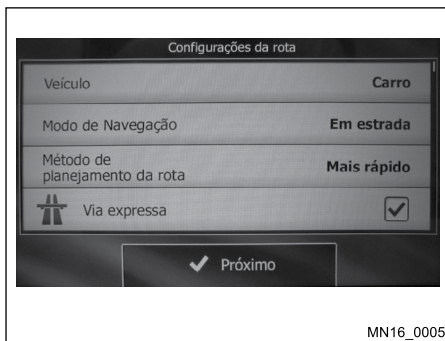 Configurações da rota
Veículo Carro
Modo de Navegação Em estrada
Método de
planejamento da rota Mais rápido
Via expressa
Próximo
MN16_0005